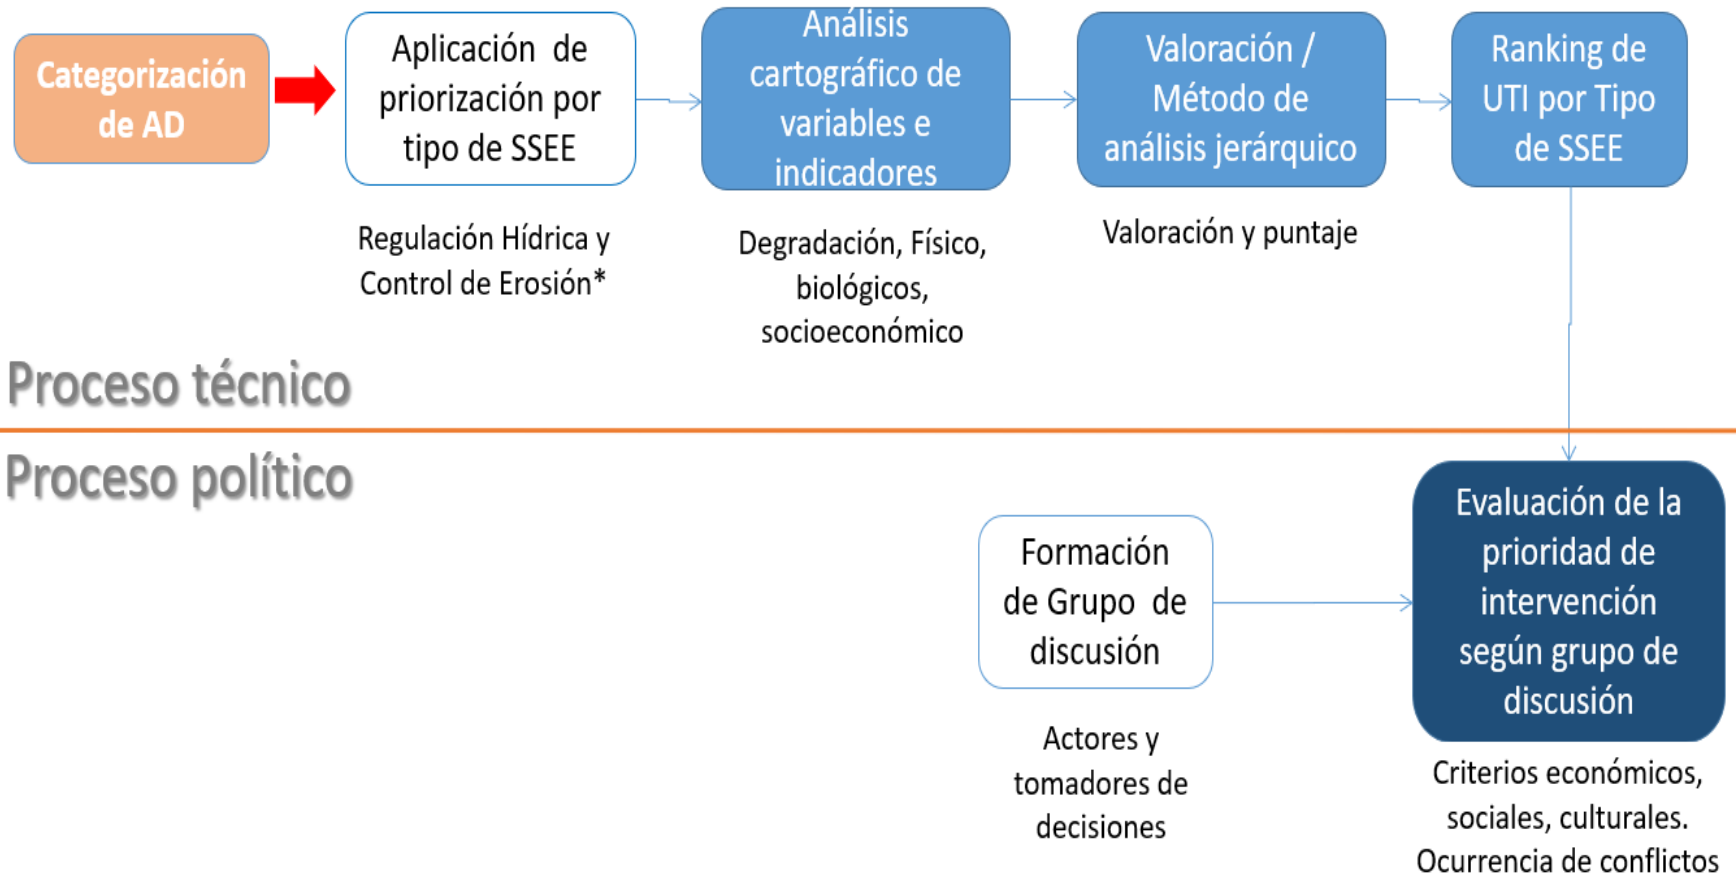 Categorización
de AD
Aplicación de
priorización por
tipo de SSEE
Regulación Hídrica y
Control de Erosión*
Análisis
cartográfico de
variables e
indicadores
Degradación, Físico,
biológicos,
socioeconómico
Valoración /
Método de
análisis jerárquico
Valoración y puntaje
Ranking de
UTI por Tipo
de SSEE
Proceso técnico
Proceso político
Formación
de Grupo de
discusión
Actores y
tomadores de
decisiones
Evaluación de la
prioridad de
intervención
según grupo de
discusión
Criterios económicos,
sociales, culturales.
Ocurrencia de conflictos